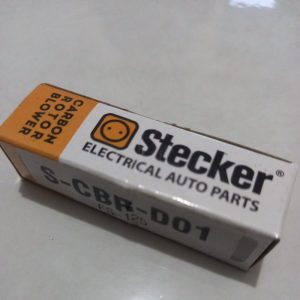 CARBON
ROTOR
BLOWER
Stecker®
ELECTRICAL AUTO PARTS
S-CBR-D01